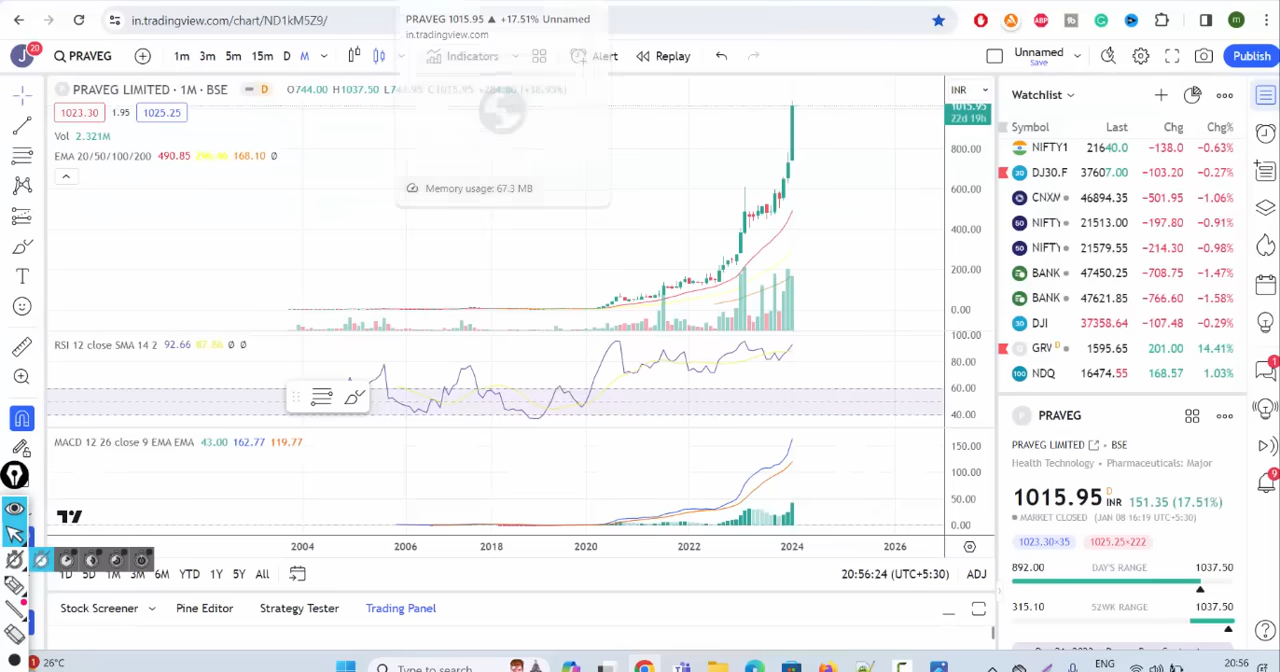 in.tradingview.com/chart/ND1kM5Z9/
PRAVEG 1015.95 ▲ +17.51% Unnamed
in.tradingview.com
Memory usage: 67.3 MB
ABP
m
J 20
PRAVEG
1m 3m 5m 15m D M
Indicators
Alert
Replay
Unnamed
Save
Publish
PRAVEG LIMITED · 1M · BSE
D
O744.00 H1037.50
1023.30 1.95 1025.25
Vol 2.321M
EMA 20/50/100/200 490.85 168.10 Ø
INR
1015.95
22d 19h
800.00
600.00
400.00
200.00
0.00
RSI 12 close SMA 14 2 92.66 87.86 Ø Ø
100.00
80.00
60.00
40.00
MACD 12 26 close 9 EMA EMA 43.00 162.77 119.77
150.00
100.00
50.00
0.00
2004 2006 2018 2020 2022 2024 2026
1D 5D 1M 3M 6M YTD 1Y 5Y All
20:56:24 (UTC+5:30) ADJ
Stock Screener Pine Editor Strategy Tester Trading Panel
Watchlist
Symbol Last Chg Chg%
NIFTY1 21640.0 −138.0 −0.63%
DJ30.F 37607.00 −103.20 −0.27%
CNXM 46894.35 −501.95 −1.06%
NIFTY 21513.00 −197.80 −0.91%
NIFTY 21579.55 −214.30 −0.98%
BANK 47450.25 −708.75 −1.47%
BANK 47621.85 −766.60 −1.58%
DJI 37358.64 −107.48 −0.29%
GRV D 1595.65 201.00 14.41%
NDQ 16474.55 168.57 1.03%
PRAVEG
PRAVEG LIMITED · BSE
Health Technology • Pharmaceuticals: Major
1015.95 D INR 151.35 (17.51%)
MARKET CLOSED (JAN 08 16:19 UTC+5:30)
1023.30×35 1025.25×222
892.00 DAY'S RANGE 1037.50
315.10 52WK RANGE 1037.50
1
9
1 26°C
Type here to search
ENG
20:56